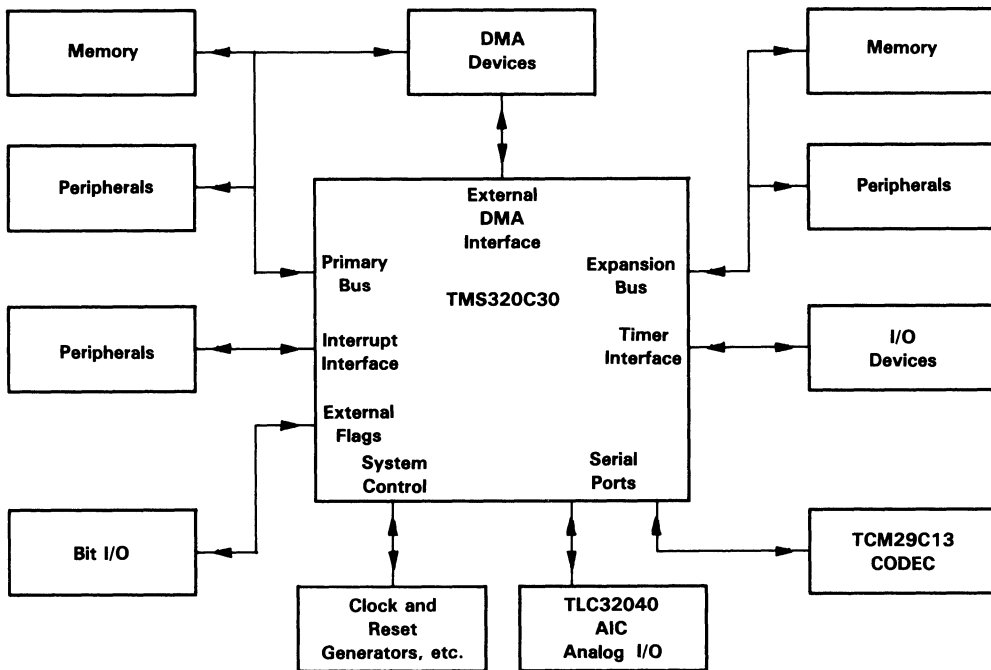 Memory
DMA
Devices
Memory
Peripherals
Peripherals
External
DMA
Interface
Primary
Bus
Expansion
Bus
TMS320C30
Peripherals
Interrupt
Interface
Timer
Interface
I/O
Devices
External
Flags
System
Control
Serial
Ports
Bit I/O
TCM29C13
CODEC
Clock and
Reset
Generators, etc.
TLC32040
AIC
Analog I/O